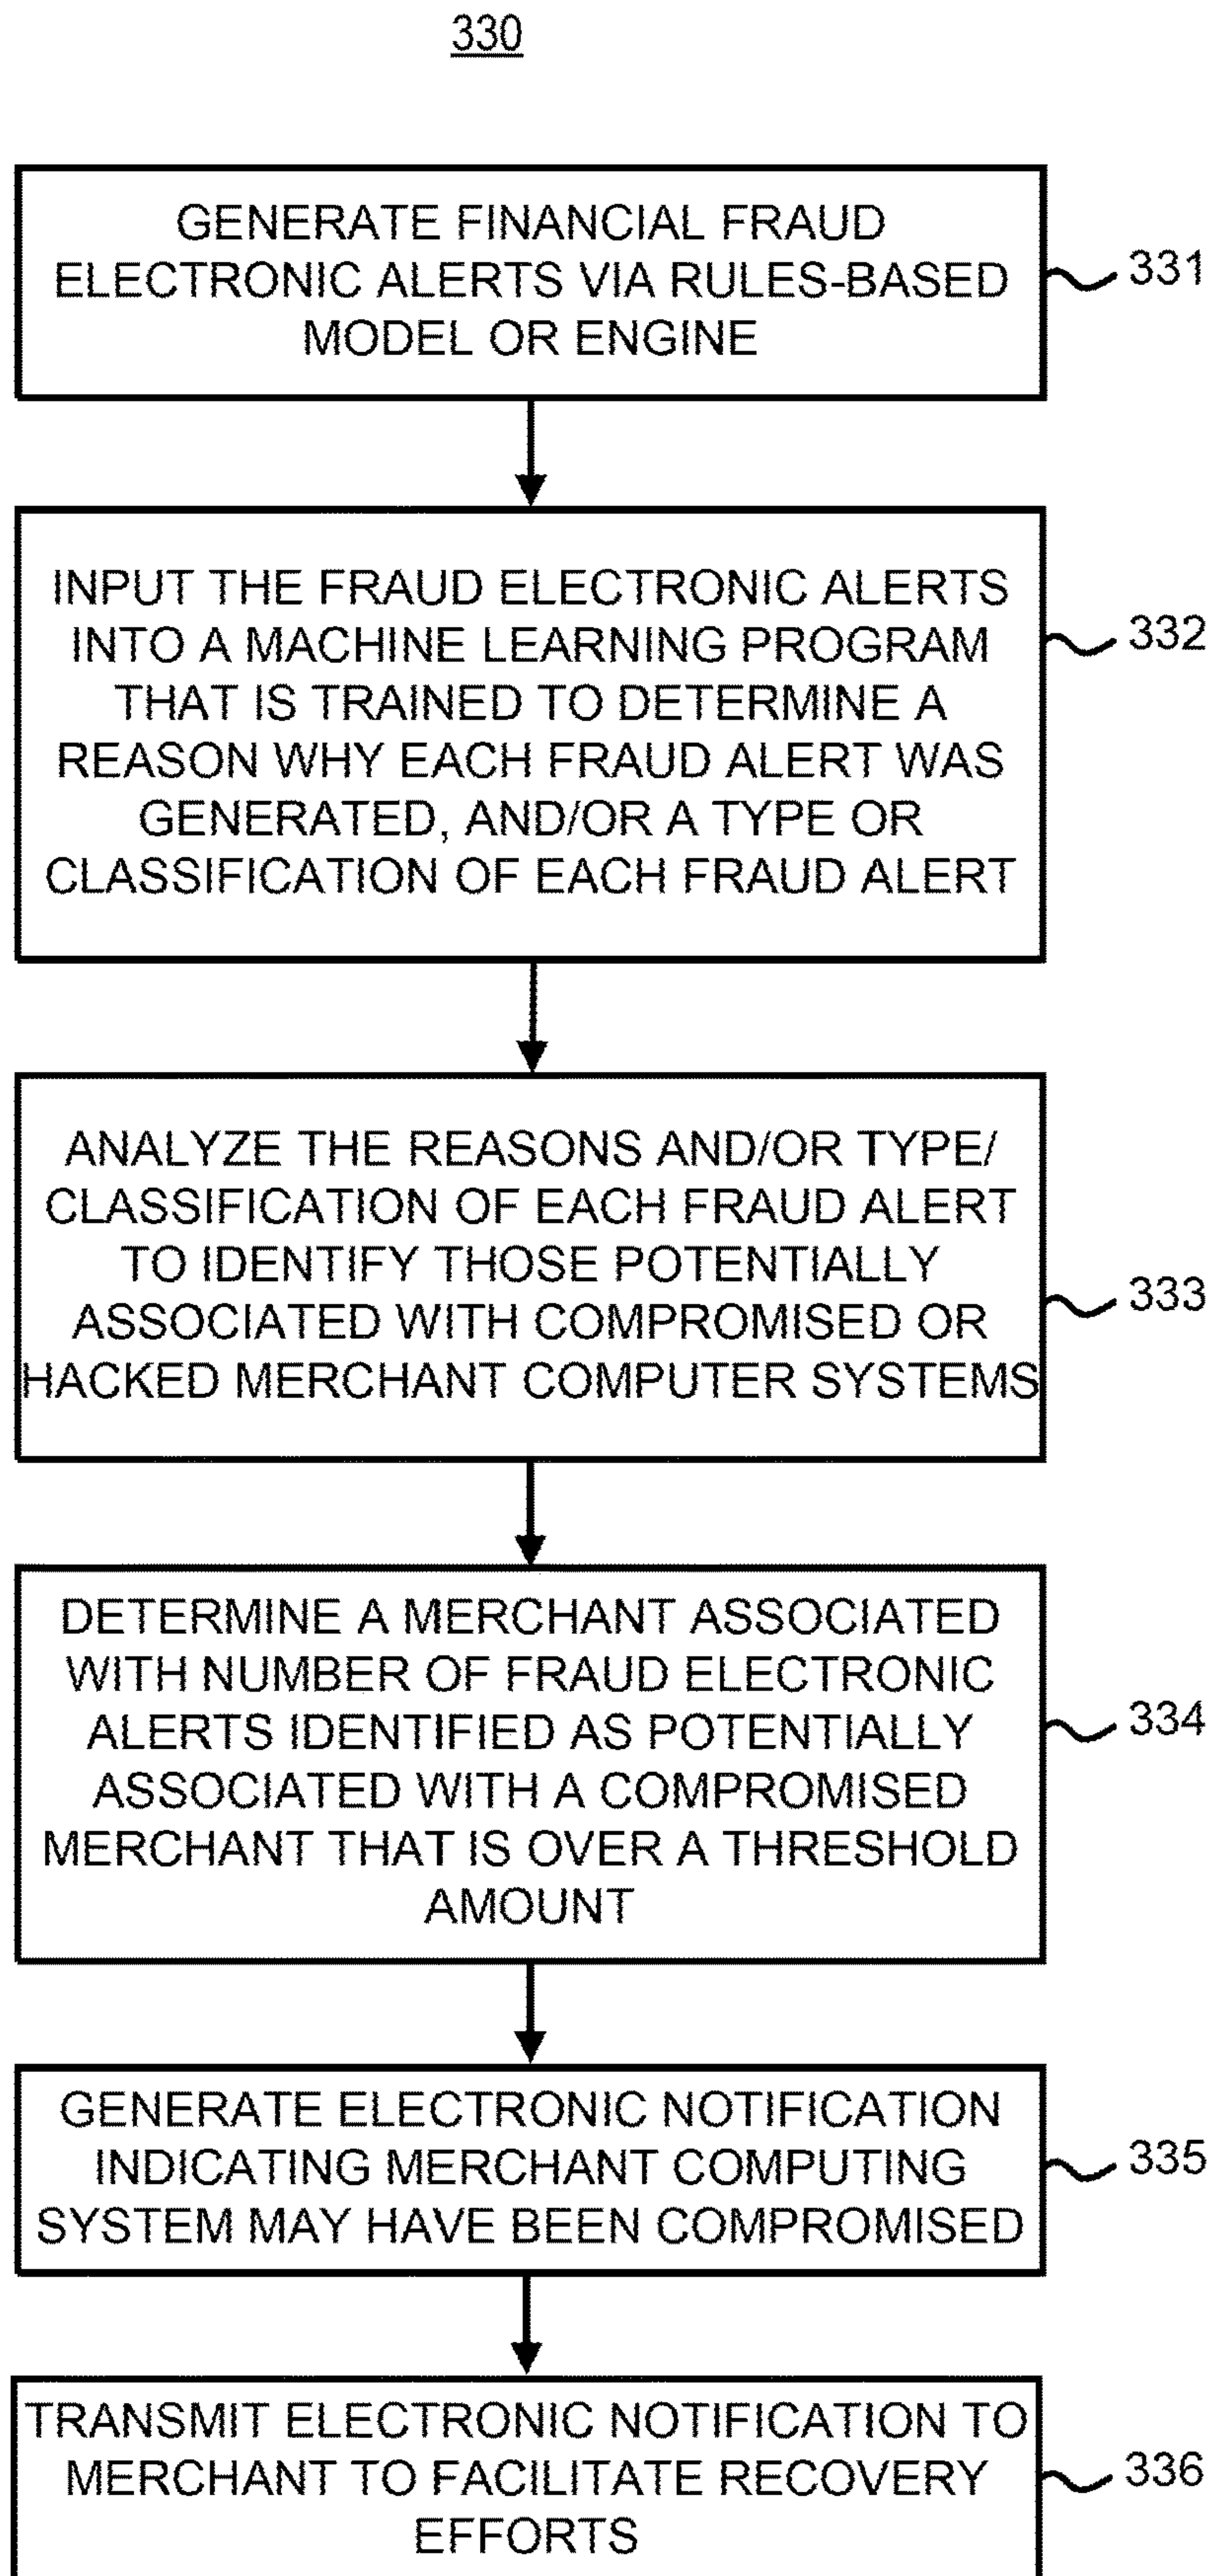 330
GENERATE FINANCIAL FRAUD
ELECTRONIC ALERTS VIA RULES-BASED
MODEL OR ENGINE
331
INPUT THE FRAUD ELECTRONIC ALERTS
INTO A MACHINE LEARNING PROGRAM
THAT IS TRAINED TO DETERMINE A
REASON WHY EACH FRAUD ALERT WAS
GENERATED, AND/OR A TYPE OR
CLASSIFICATION OF EACH FRAUD ALERT
332
ANALYZE THE REASONS AND/OR TYPE/
CLASSIFICATION OF EACH FRAUD ALERT
TO IDENTIFY THOSE POTENTIALLY
ASSOCIATED WITH COMPROMISED OR
HACKED MERCHANT COMPUTER SYSTEMS
333
DETERMINE A MERCHANT ASSOCIATED
WITH NUMBER OF FRAUD ELECTRONIC
ALERTS IDENTIFIED AS POTENTIALLY
ASSOCIATED WITH A COMPROMISED
MERCHANT THAT IS OVER A THRESHOLD
AMOUNT
334
GENERATE ELECTRONIC NOTIFICATION
INDICATING MERCHANT COMPUTING
SYSTEM MAY HAVE BEEN COMPROMISED
335
TRANSMIT ELECTRONIC NOTIFICATION TO
MERCHANT TO FACILITATE RECOVERY
EFFORTS
336